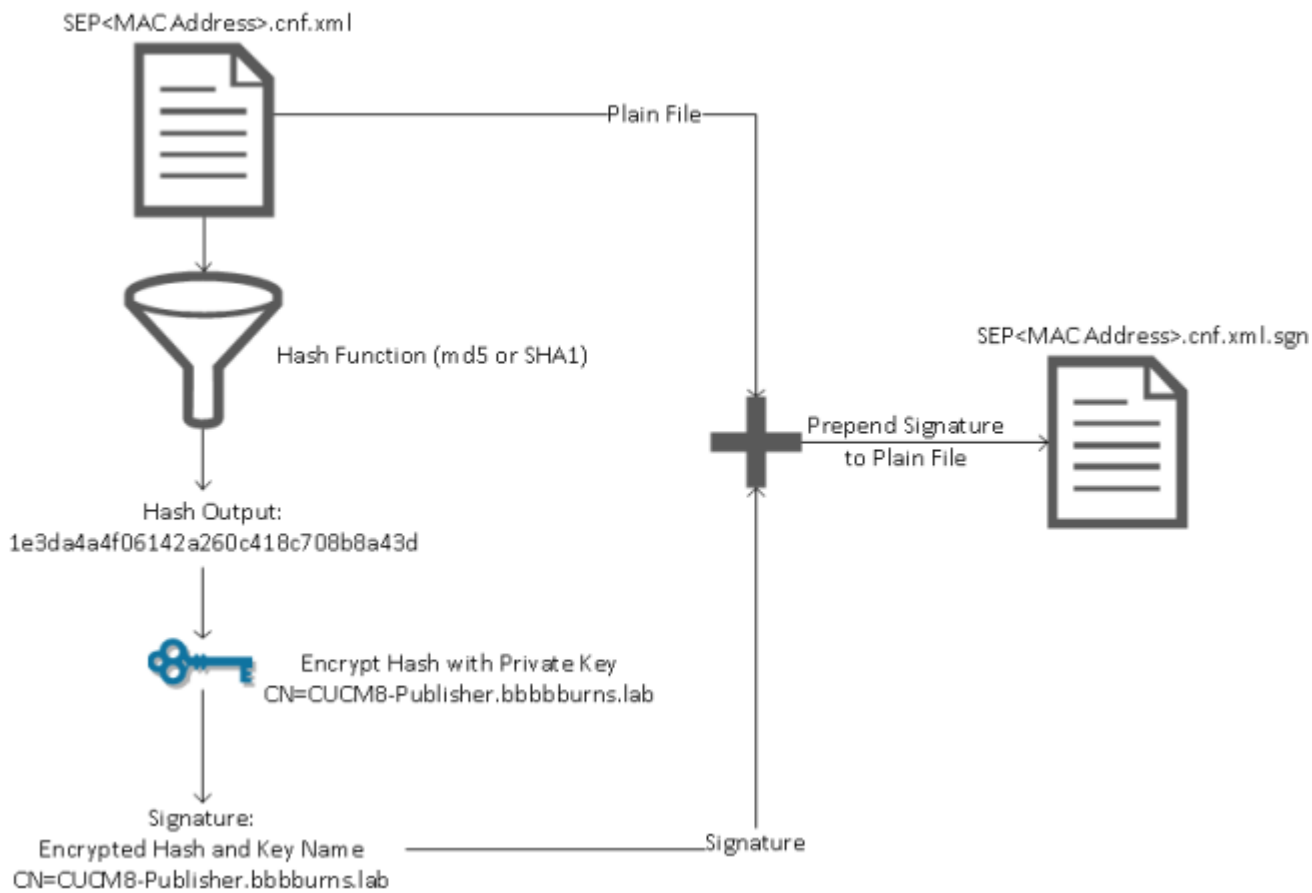 SEP<MAC Address>.cnf.xml
Plain File
Hash Function (md5 or SHA1)
SEP<MAC Address>.cnf.xml.sgn
Prepend Signature
to Plain File
Hash Output:
1e3da4a4f06142a260c418c708b8a43d
Encrypt Hash with Private Key
CN=CUCM8-Publisher.bbbbburns.lab
Signature:
Encrypted Hash and Key Name
CN=CUCM8-Publisher.bbbburns.lab
Signature